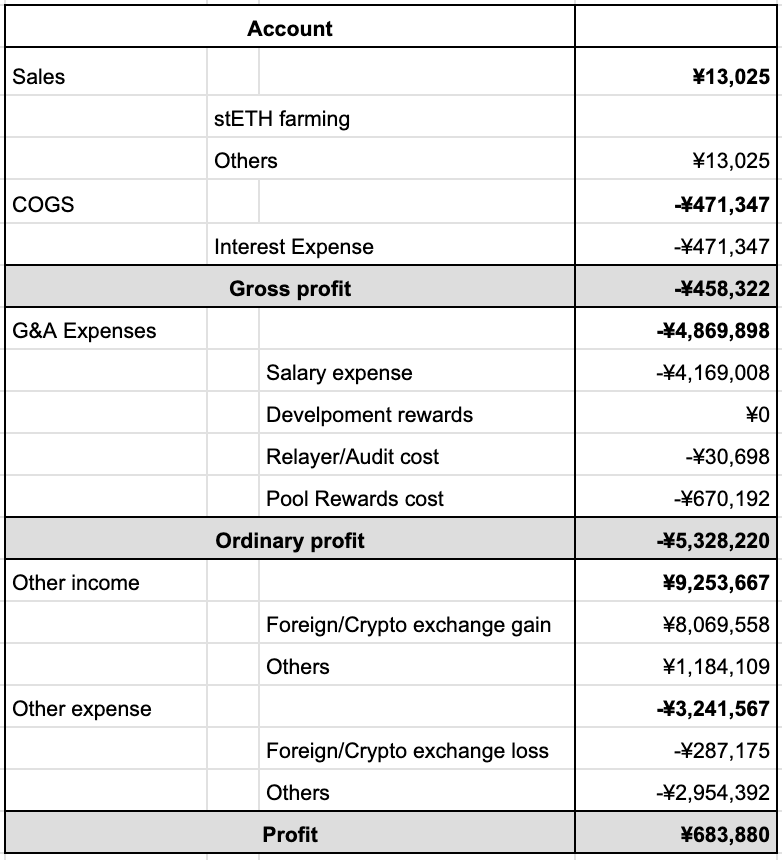 Account
Sales ¥13,025
stETH farming
Others ¥13,025
COGS -¥471,347
Interest Expense -¥471,347
Gross profit -¥458,322
G&A Expenses -¥4,869,898
Salary expense -¥4,169,008
Develpoment rewards ¥0
Relayer/Audit cost -¥30,698
Pool Rewards cost -¥670,192
Ordinary profit -¥5,328,220
Other income ¥9,253,667
Foreign/Crypto exchange gain ¥8,069,558
Others ¥1,184,109
Other expense -¥3,241,567
Foreign/Crypto exchange loss -¥287,175
Others -¥2,954,392
Profit ¥683,880